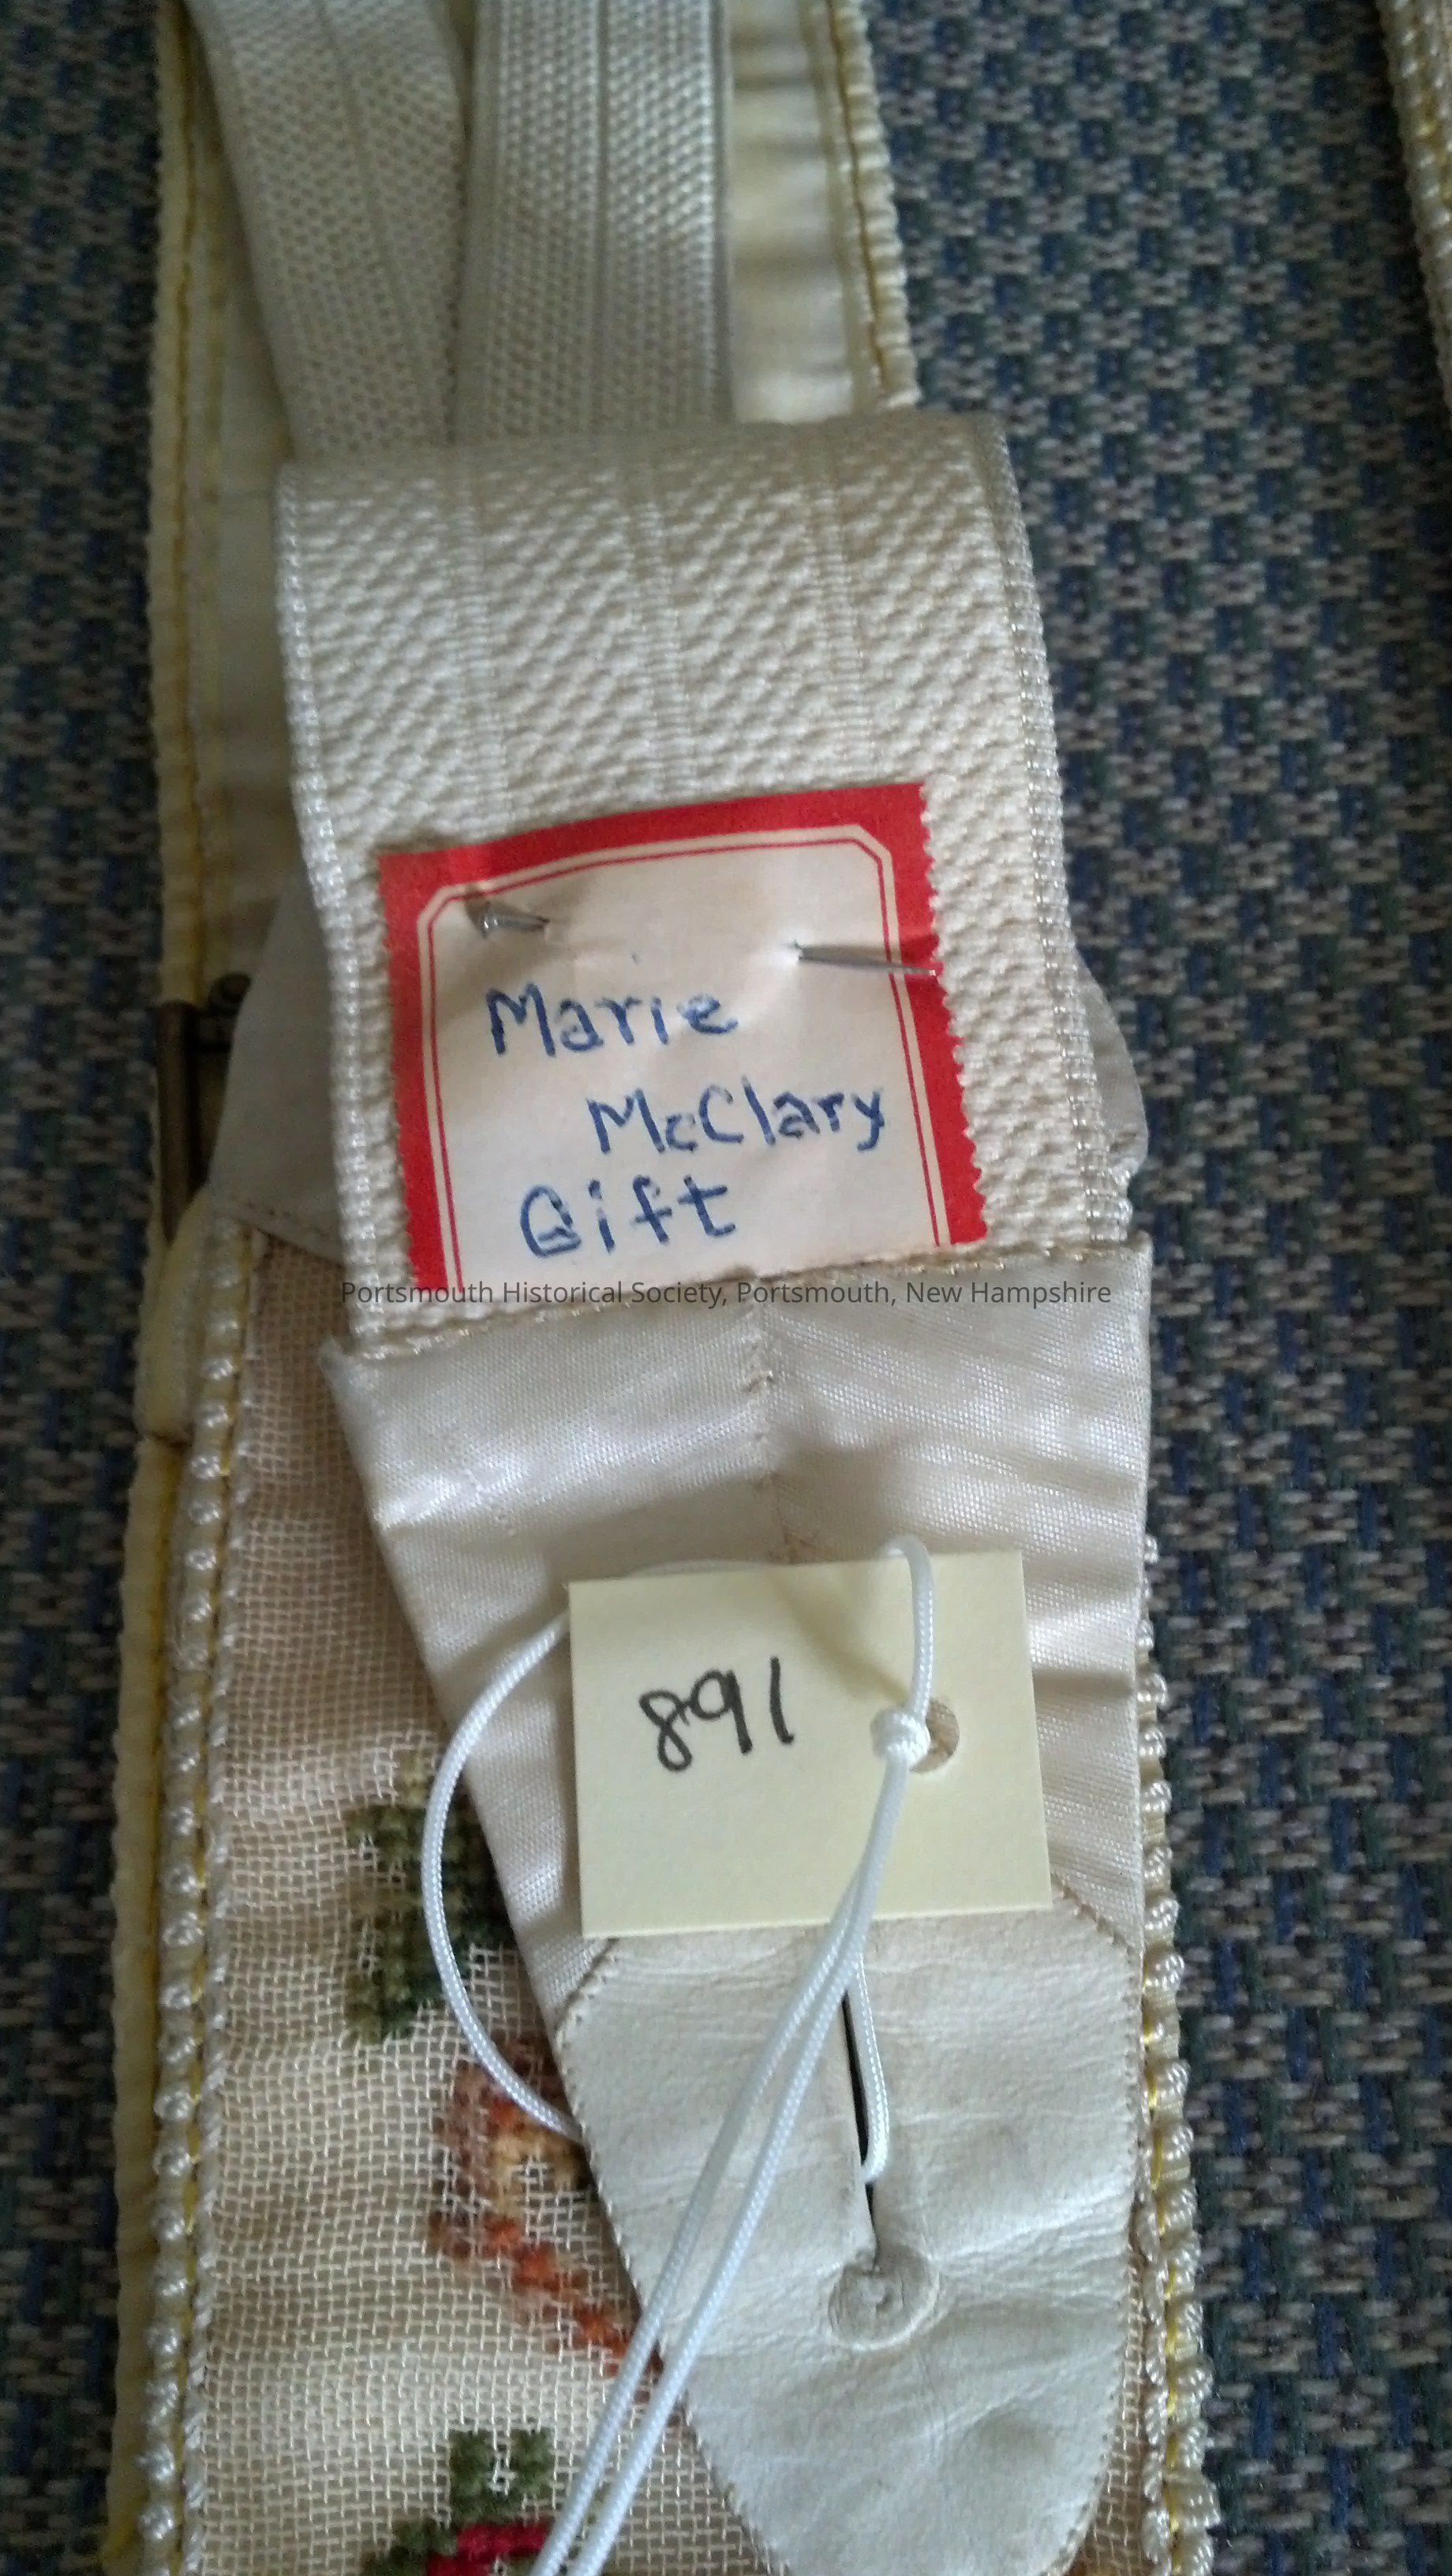 Marie
McClary
Gift
Portsmouth Historical Society, Portsmouth, New Hampshire
891